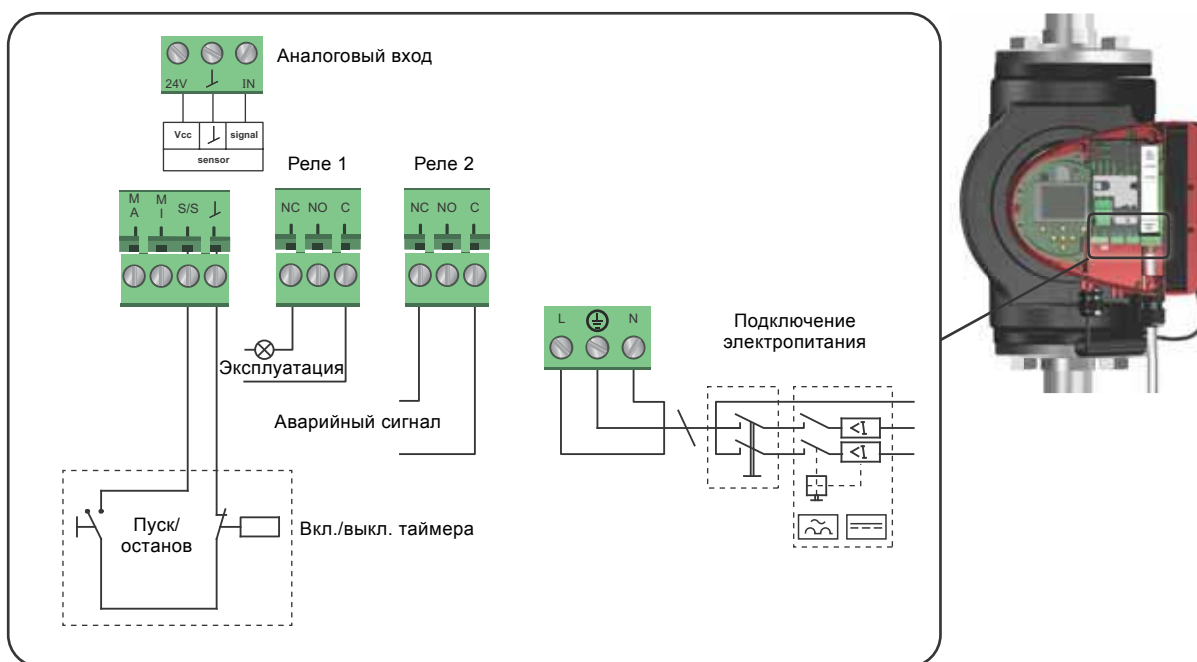 Аналоговый вход
24V IN
Vcc signal
sensor
Реле 1
Реле 2
M A M I S/S
NC NO C
NC NO C
Эксплуатация
Аварийный сигнал
L N
Подключение
электропитания
<I
<I
Пуск/
останов
Вкл./выкл. таймера